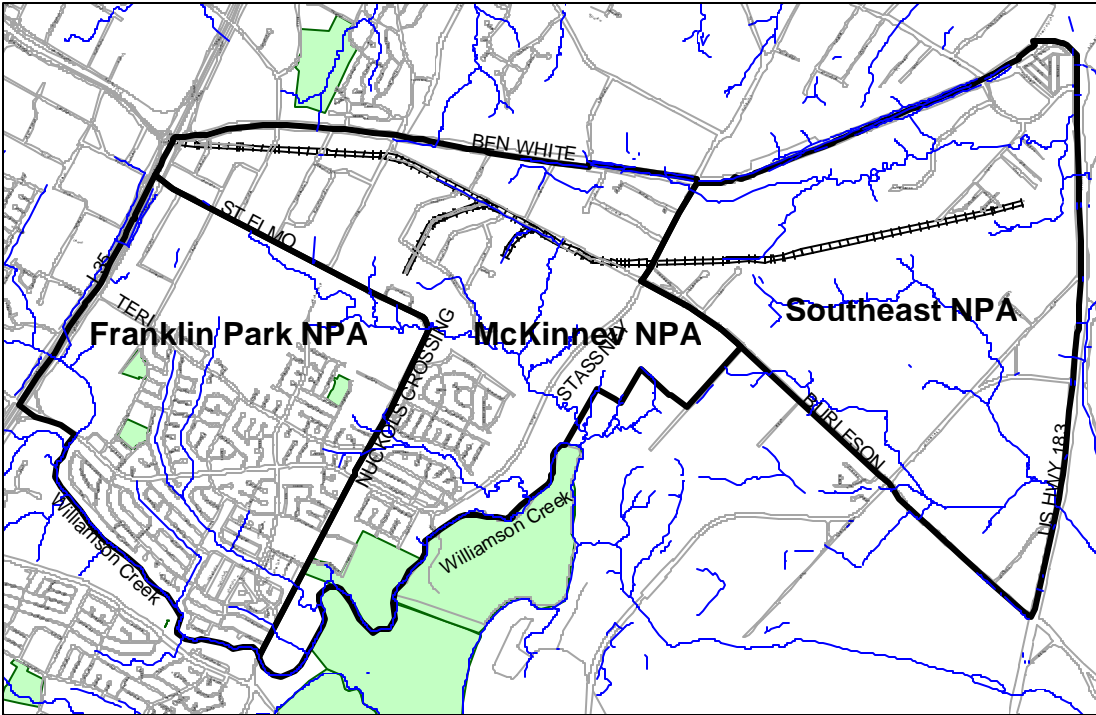 BEN WHITE
ST ELMO
I-35
TERI
Franklin Park NPA
McKinney NPA
Southeast NPA
STASSNEY
NUCKOLS CROSSING
BURLESON
US HWY 183
Williamson Creek
Williamson Creek